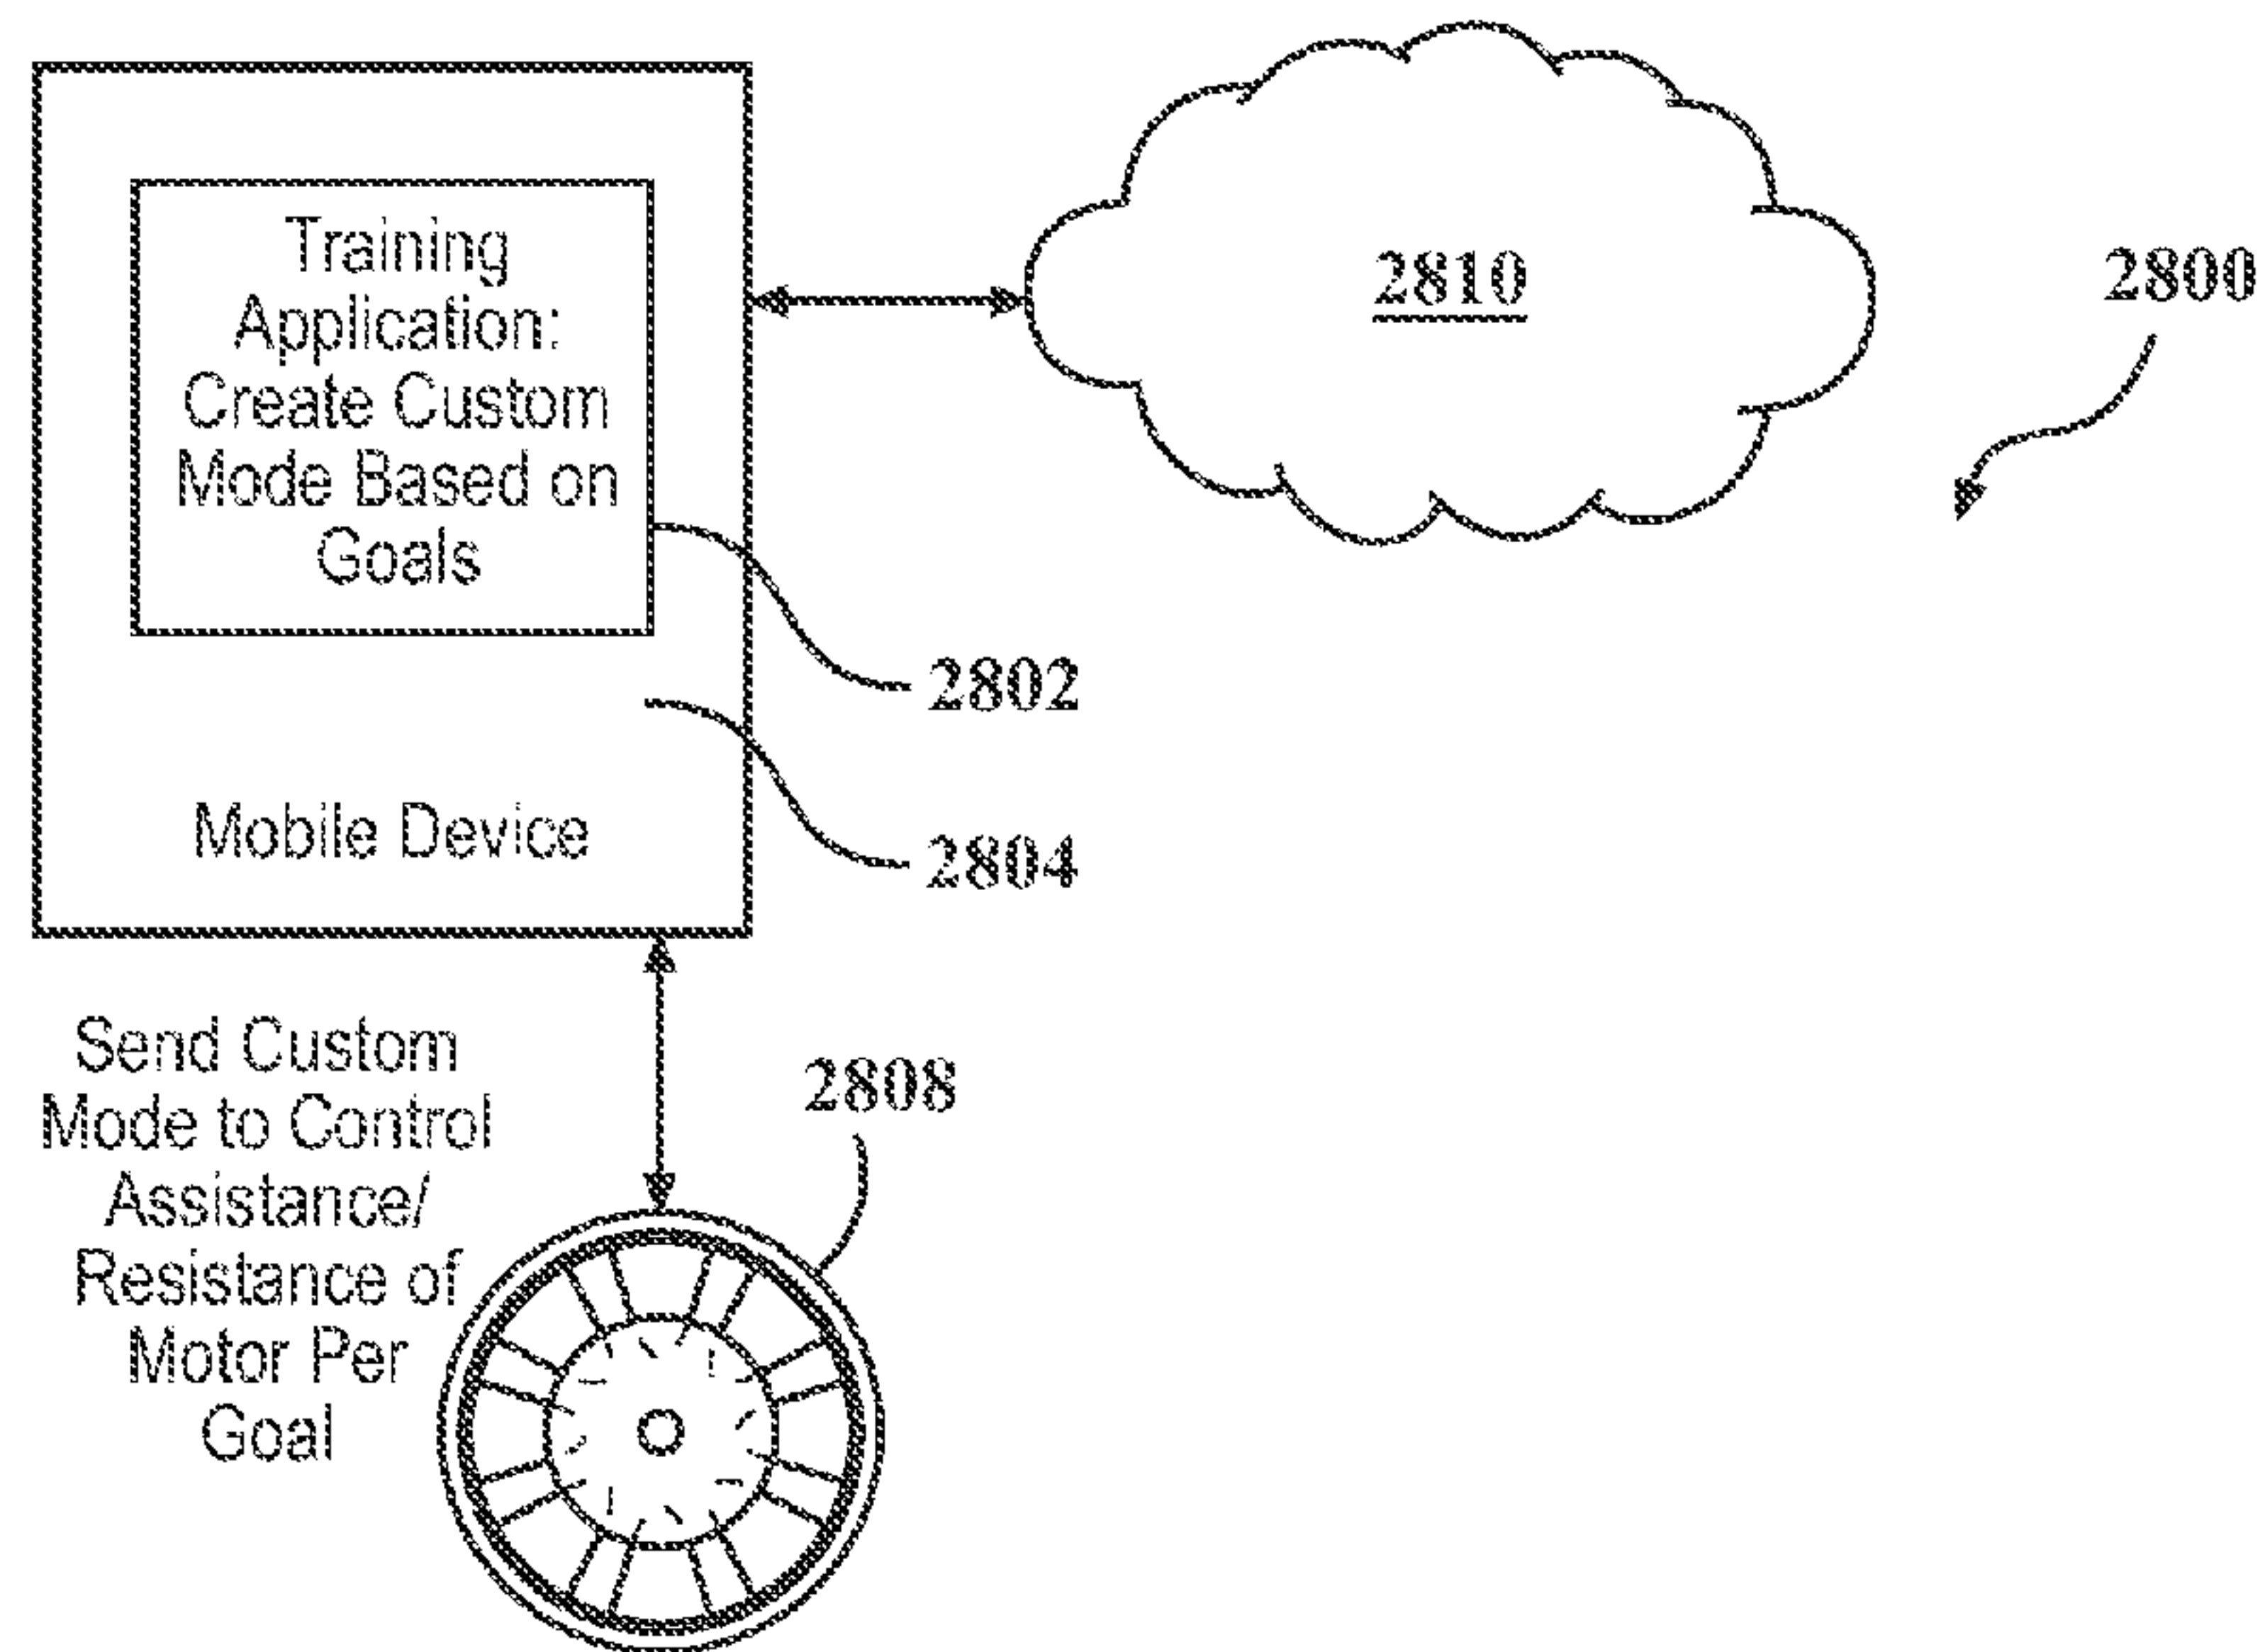 Training
Application:
Create Custom
Mode Based on
Goals
2810
2800
2802
Mobile Device
2804
Send Custom
Mode to Control
Assistance/
Resistance of
Motor Per
Goal
2808